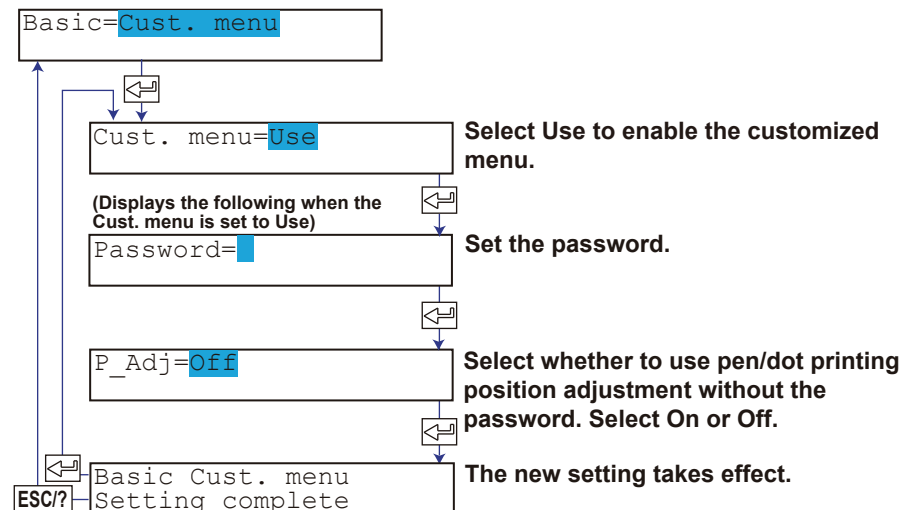 Basic=Cust. menu
Cust. menu=Use
Select Use to enable the customized
menu.
(Displays the following when the
Cust. menu is set to Use)
Password=
Set the password.
P_Adj=Off
Select whether to use pen/dot printing
position adjustment without the
password. Select On or Off.
Basic Cust. menu
Setting complete
The new setting takes effect.
ESC/?